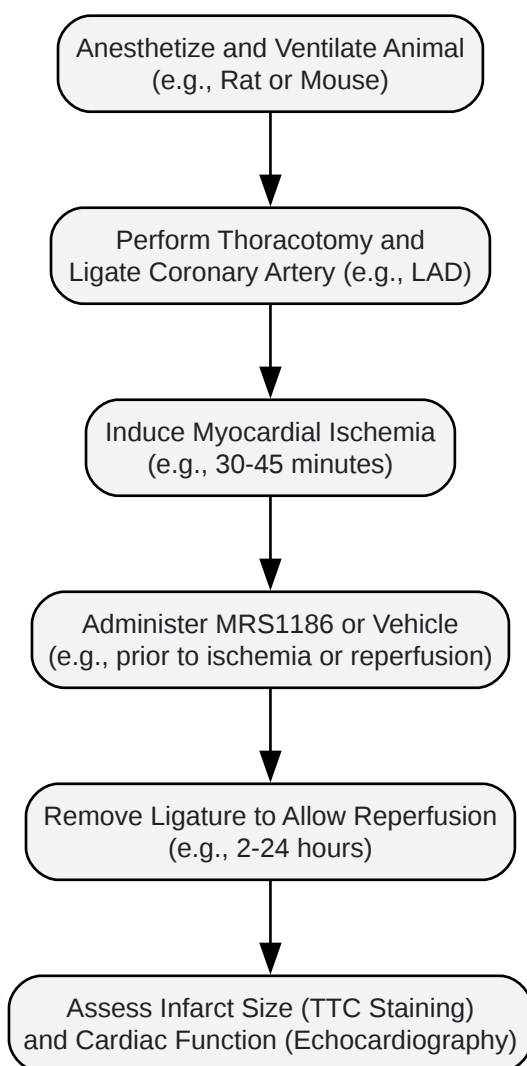 Anesthetize and Ventilate Animal
(e.g., Rat or Mouse)
Perform Thoracotomy and
Ligate Coronary Artery (e.g., LAD)
Induce Myocardial Ischemia
(e.g., 30-45 minutes)
Administer MRS1186 or Vehicle
(e.g., prior to ischemia or reperfusion)
Remove Ligature to Allow Reperfusion
(e.g., 2-24 hours)
Assess Infarct Size (TTC Staining)
and Cardiac Function (Echocardiography)